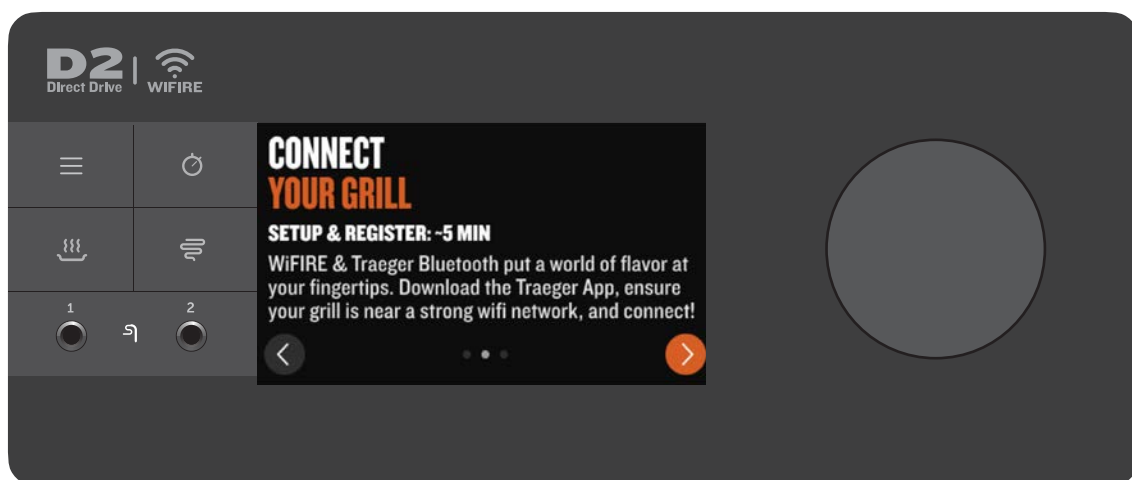 D2
Direct Drive
WIFIRE
CONNECT
YOUR GRILL
SETUP & REGISTER: ~5 MIN
WiFIRE & Traeger Bluetooth put a world of flavor at
your fingertips. Download the Traeger App, ensure
your grill is near a strong wifi network, and connect!
1
2